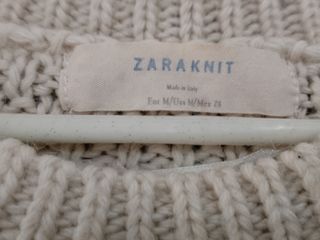 ZARAKNIT
Made in Italy
Eur M/Usa M/Mex 28